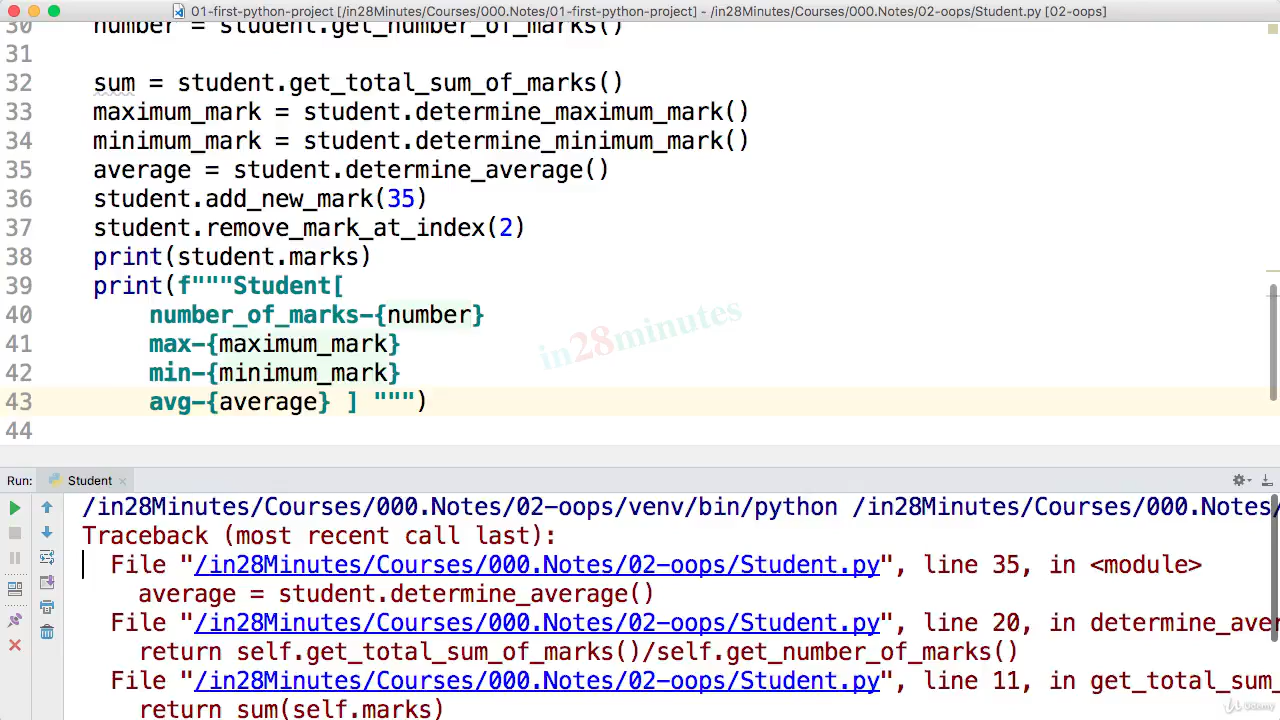 01-first-python-project [/in28Minutes/Courses/000.Notes/01-first-python-project] - /in28Minutes/Courses/000.Notes/02-oops/Student.py [02-oops]
30 number = student.get_number_of_marks()
31
32 sum = student.get_total_sum_of_marks()
33 maximum_mark = student.determine_maximum_mark()
34 minimum_mark = student.determine_minimum_mark()
35 average = student.determine_average()
36 student.add_new_mark(35)
37 student.remove_mark_at_index(2)
38 print(student.marks)
39 print(f"""Student[
40 number_of_marks-{number}
41 max-{maximum_mark}
42 min-{minimum_mark}
43 avg-{average} ] """)
44
in28minutes
Run: Student
/in28Minutes/Courses/000.Notes/02-oops/venv/bin/python /in28Minutes/Courses/000.Notes/
Traceback (most recent call last):
File "/in28Minutes/Courses/000.Notes/02-oops/Student.py", line 35, in <module>
average = student.determine_average()
File "/in28Minutes/Courses/000.Notes/02-oops/Student.py", line 20, in determine_aver
return self.get_total_sum_of_marks()/self.get_number_of_marks()
File "/in28Minutes/Courses/000.Notes/02-oops/Student.py", line 11, in get_total_sum_
return sum(self.marks)
Udemy